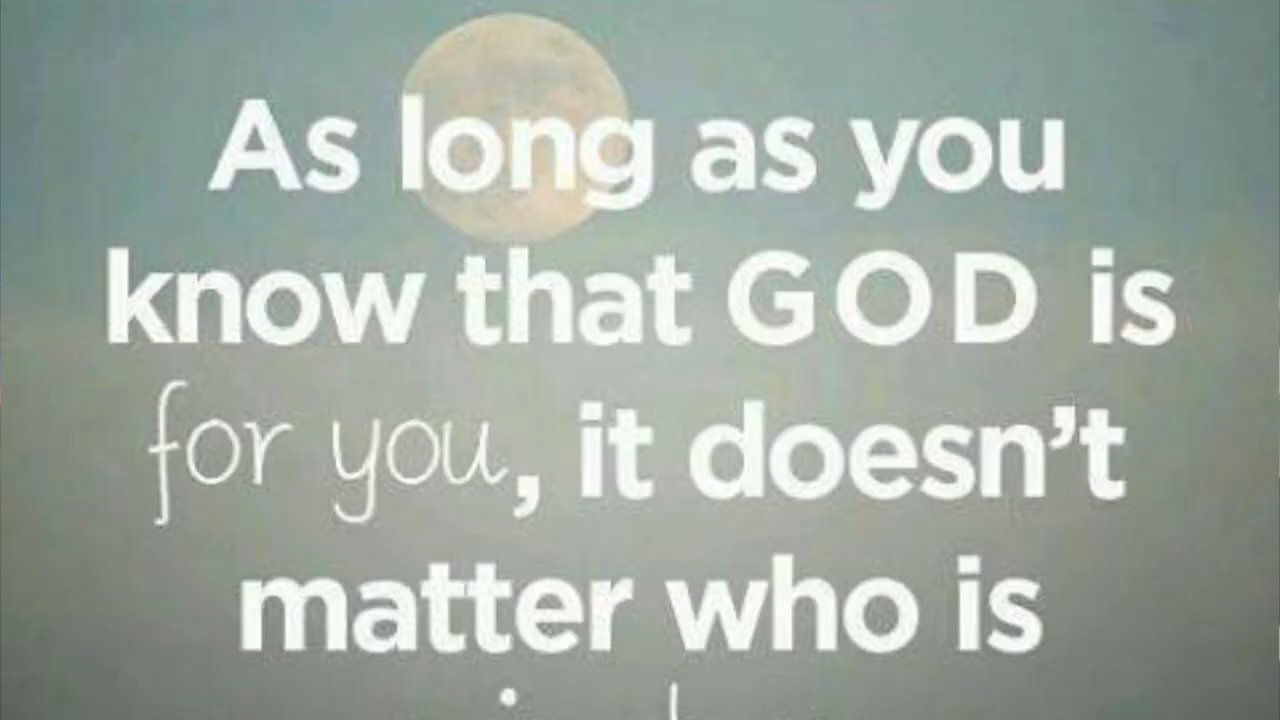 As long as you
know that GOD is
for you, it doesn't
matter who is